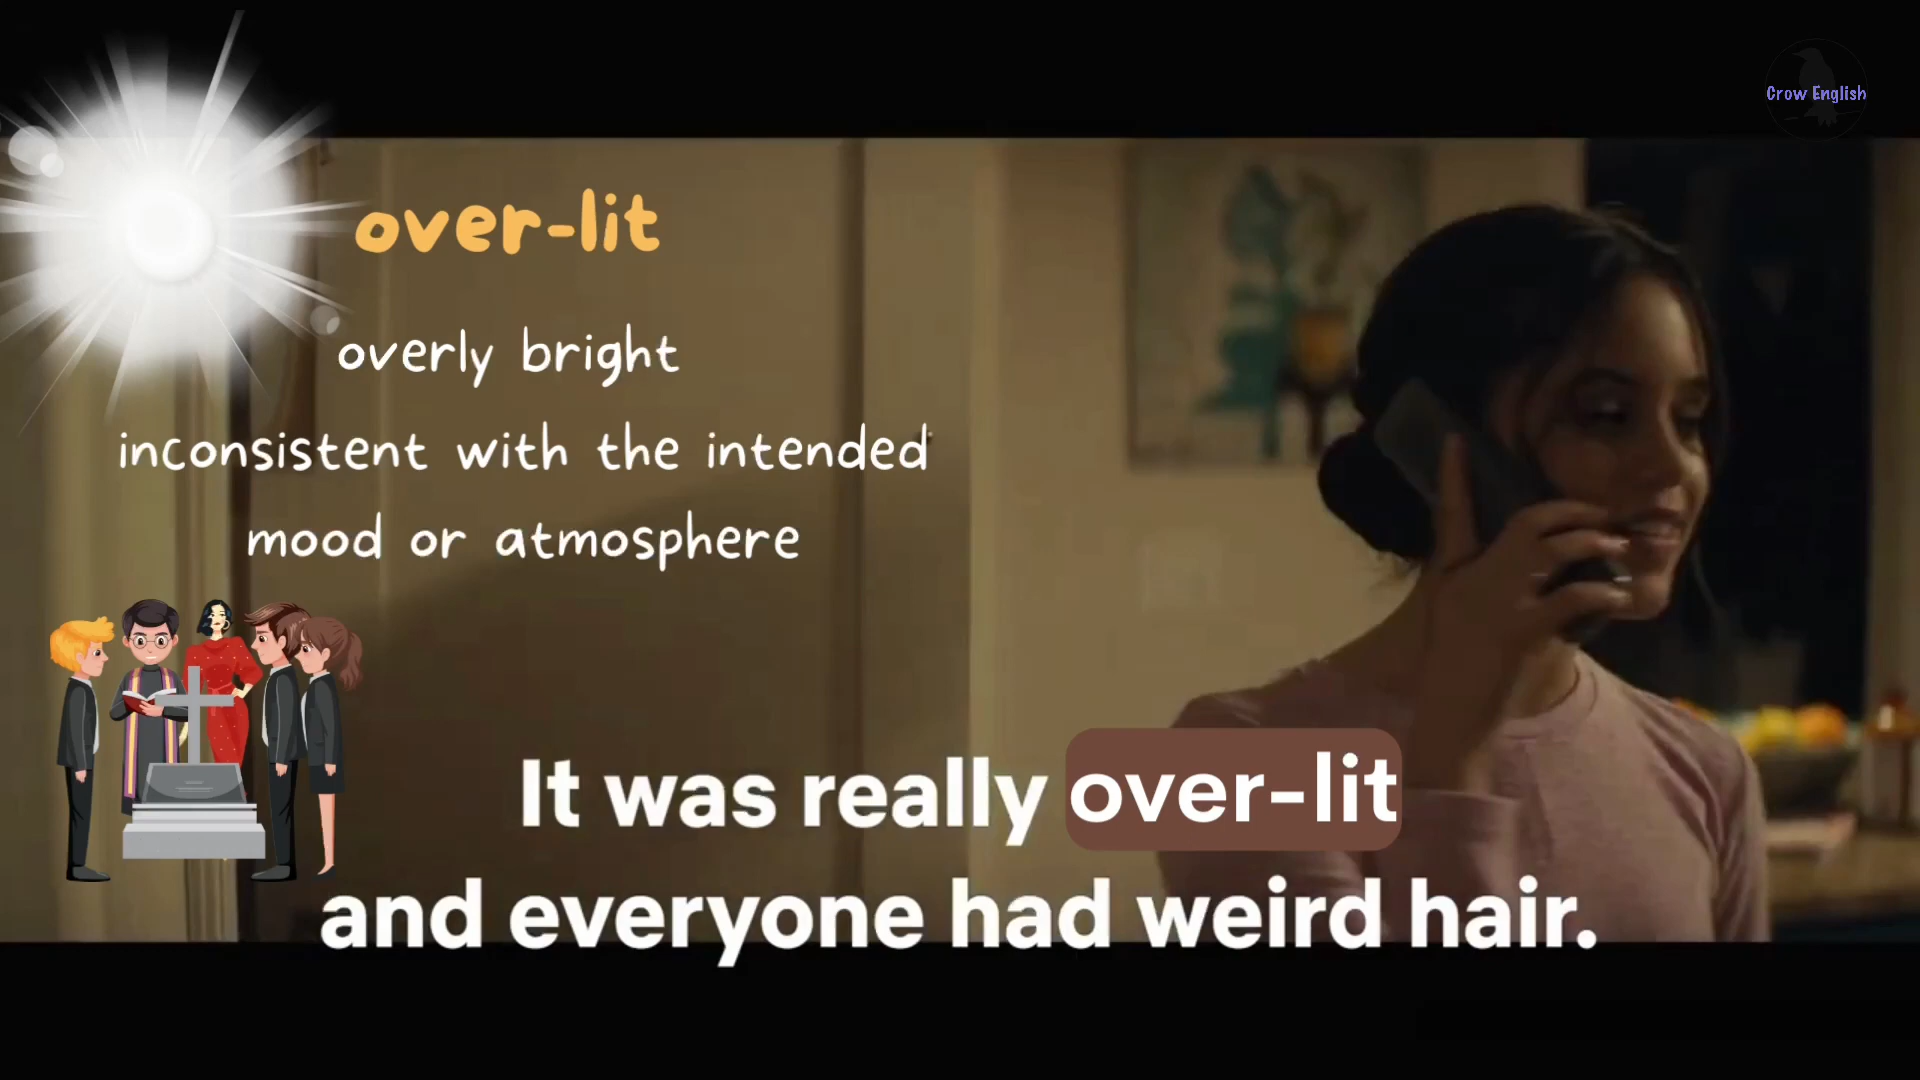 Crow English
over-lit
overly bright
inconsistent with the intended
mood or atmosphere
It was really over-lit
and everyone had weird hair.